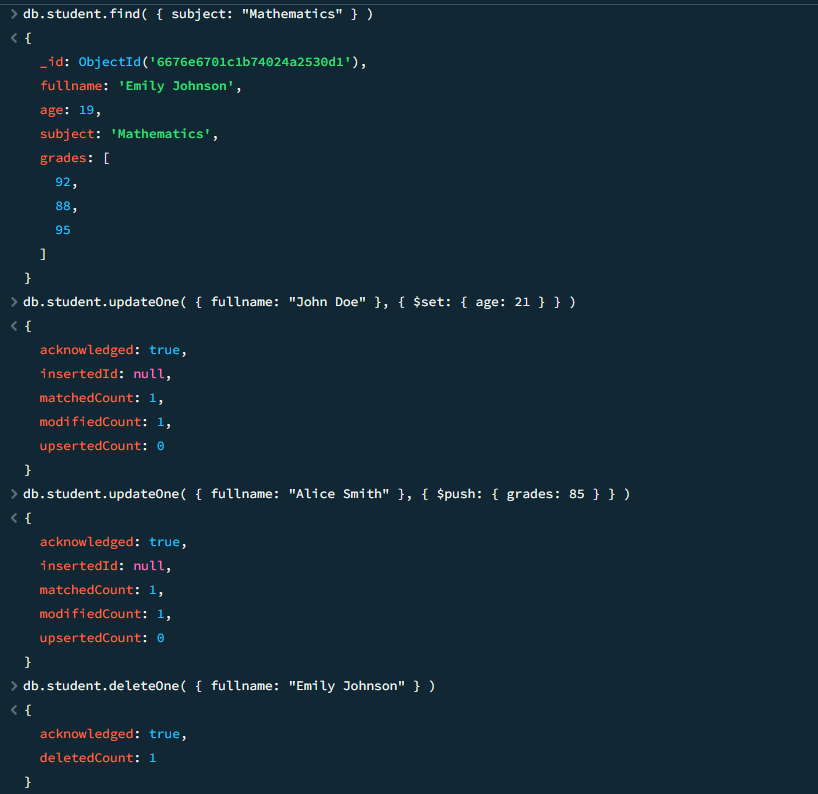 > db.student.find( { subject: "Mathematics" } )
< {
_id: ObjectId('6676e6701c1b74024a2530d1'),
fullname: 'Emily Johnson',
age: 19,
subject: 'Mathematics',
grades: [
92,
88,
95
]
}
> db.student.updateOne( { fullname: "John Doe" }, { $set: { age: 21 } } )
< {
acknowledged: true,
insertedId: null,
matchedCount: 1,
modifiedCount: 1,
upsertedCount: 0
}
> db.student.updateOne( { fullname: "Alice Smith" }, { $push: { grades: 85 } } )
< {
acknowledged: true,
insertedId: null,
matchedCount: 1,
modifiedCount: 1,
upsertedCount: 0
}
> db.student.deleteOne( { fullname: "Emily Johnson" } )
< {
acknowledged: true,
deletedCount: 1
}